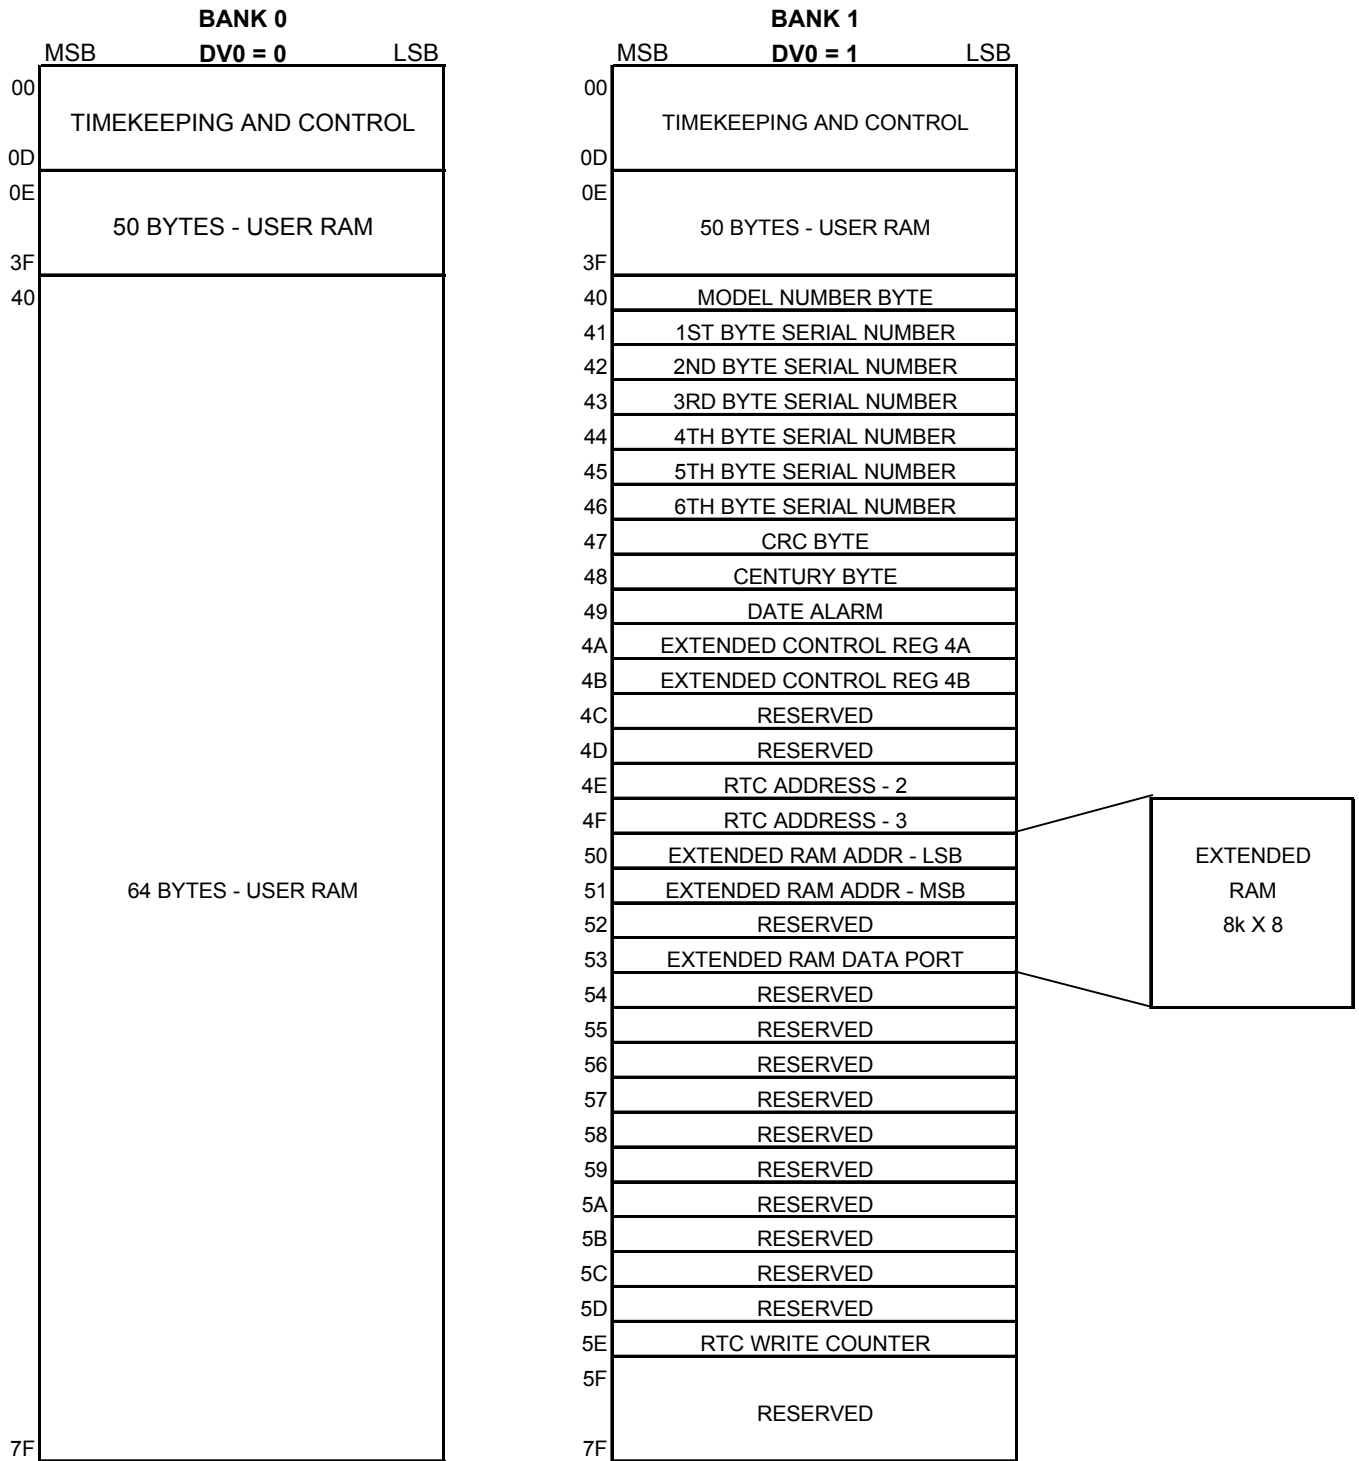 BANK 0
MSB DV0 = 0 LSB
00
TIMEKEEPING AND CONTROL
0D
0E
50 BYTES - USER RAM
3F
40
64 BYTES - USER RAM
7F
BANK 1
MSB DV0 = 1 LSB
00
TIMEKEEPING AND CONTROL
0D
0E
50 BYTES - USER RAM
3F
40 MODEL NUMBER BYTE
41 1ST BYTE SERIAL NUMBER
42 2ND BYTE SERIAL NUMBER
43 3RD BYTE SERIAL NUMBER
44 4TH BYTE SERIAL NUMBER
45 5TH BYTE SERIAL NUMBER
46 6TH BYTE SERIAL NUMBER
47 CRC BYTE
48 CENTURY BYTE
49 DATE ALARM
4A EXTENDED CONTROL REG 4A
4B EXTENDED CONTROL REG 4B
4C RESERVED
4D RESERVED
4E RTC ADDRESS - 2
4F RTC ADDRESS - 3
50 EXTENDED RAM ADDR - LSB
51 EXTENDED RAM ADDR - MSB
52 RESERVED
53 EXTENDED RAM DATA PORT
54 RESERVED
55 RESERVED
56 RESERVED
57 RESERVED
58 RESERVED
59 RESERVED
5A RESERVED
5B RESERVED
5C RESERVED
5D RESERVED
5E RTC WRITE COUNTER
5F
RESERVED
7F
EXTENDED
RAM
8k X 8